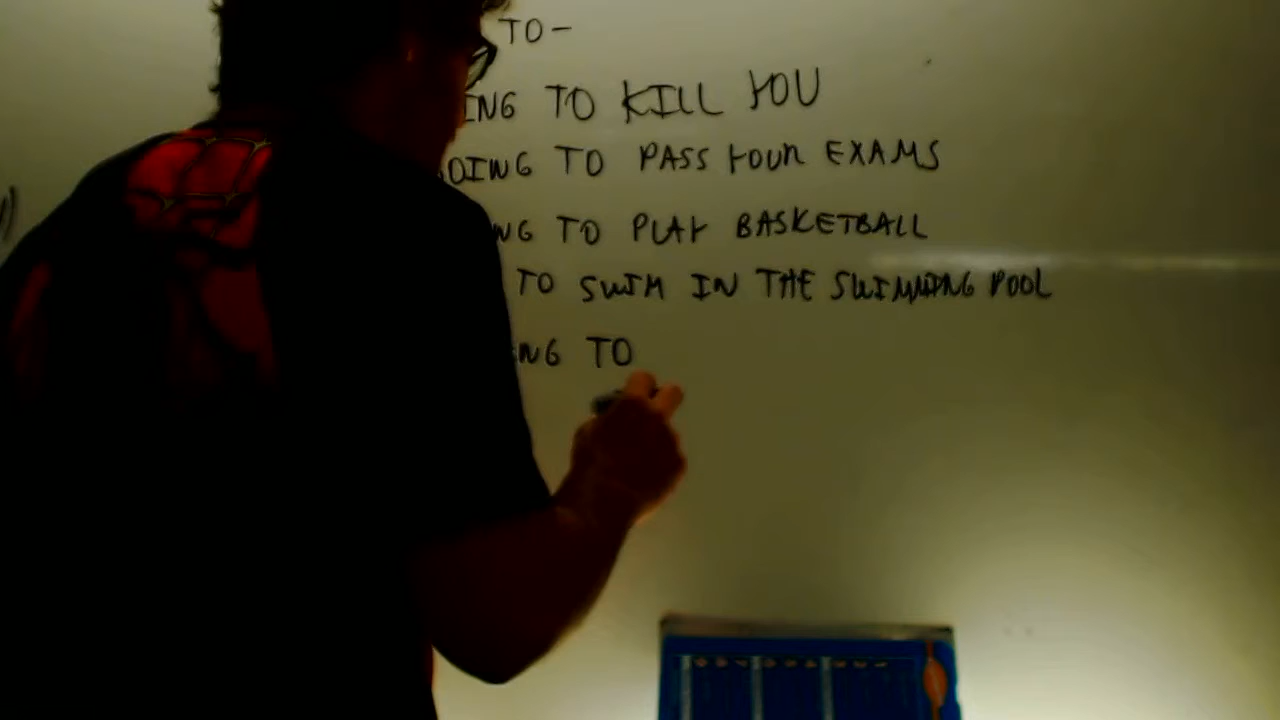 TO-
ING TO KILL YOU
OING TO PASS YOUR EXAMS
NG TO PLAY BASKETBALL
TO SWIM IN THE SWIMMING POOL
NG TO